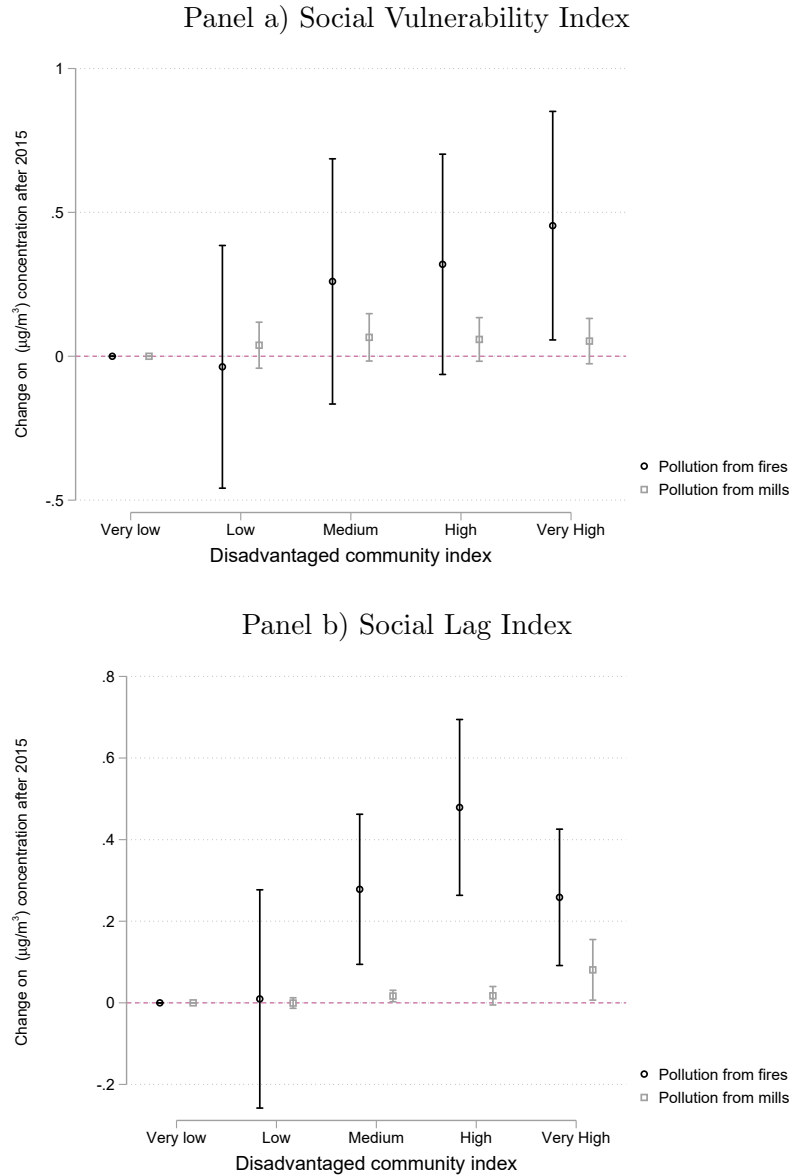 Panel a) Social Vulnerability Index
1
.5
0
-.5
Change on (µg/m³) concentration after 2015
Very low
Low
Medium
High
Very High
Disadvantaged community index
Pollution from fires
Pollution from mills
Panel b) Social Lag Index
.8
.6
.4
.2
0
-.2
Change on (µg/m³) concentration after 2015
Very low
Low
Medium
High
Very High
Disadvantaged community index
Pollution from fires
Pollution from mills